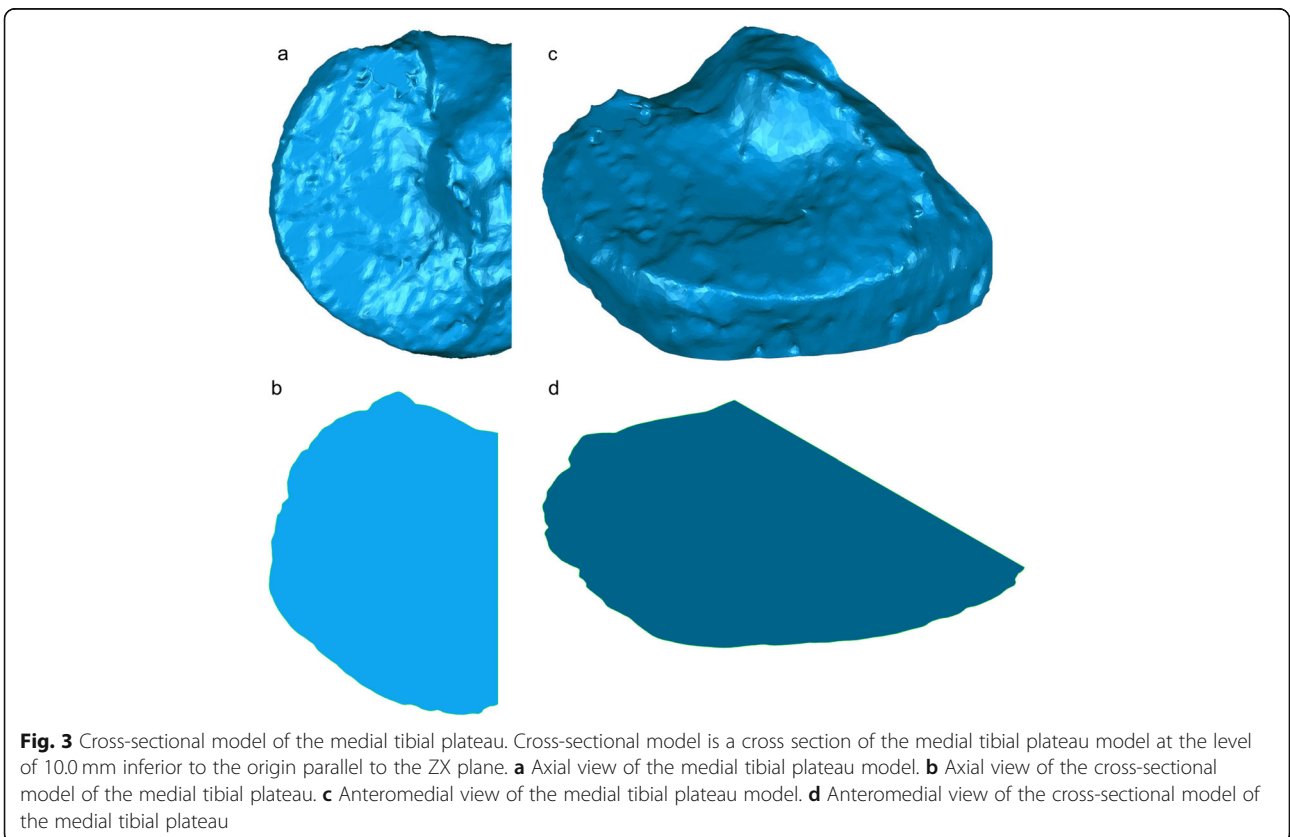 a
c
b
d
Fig. 3 Cross-sectional model of the medial tibial plateau. Cross-sectional model is a cross section of the medial tibial plateau model at the level
of 10.0 mm inferior to the origin parallel to the ZX plane. a Axial view of the medial tibial plateau model. b Axial view of the cross-sectional
model of the medial tibial plateau. c Anteromedial view of the medial tibial plateau model. d Anteromedial view of the cross-sectional model of
the medial tibial plateau